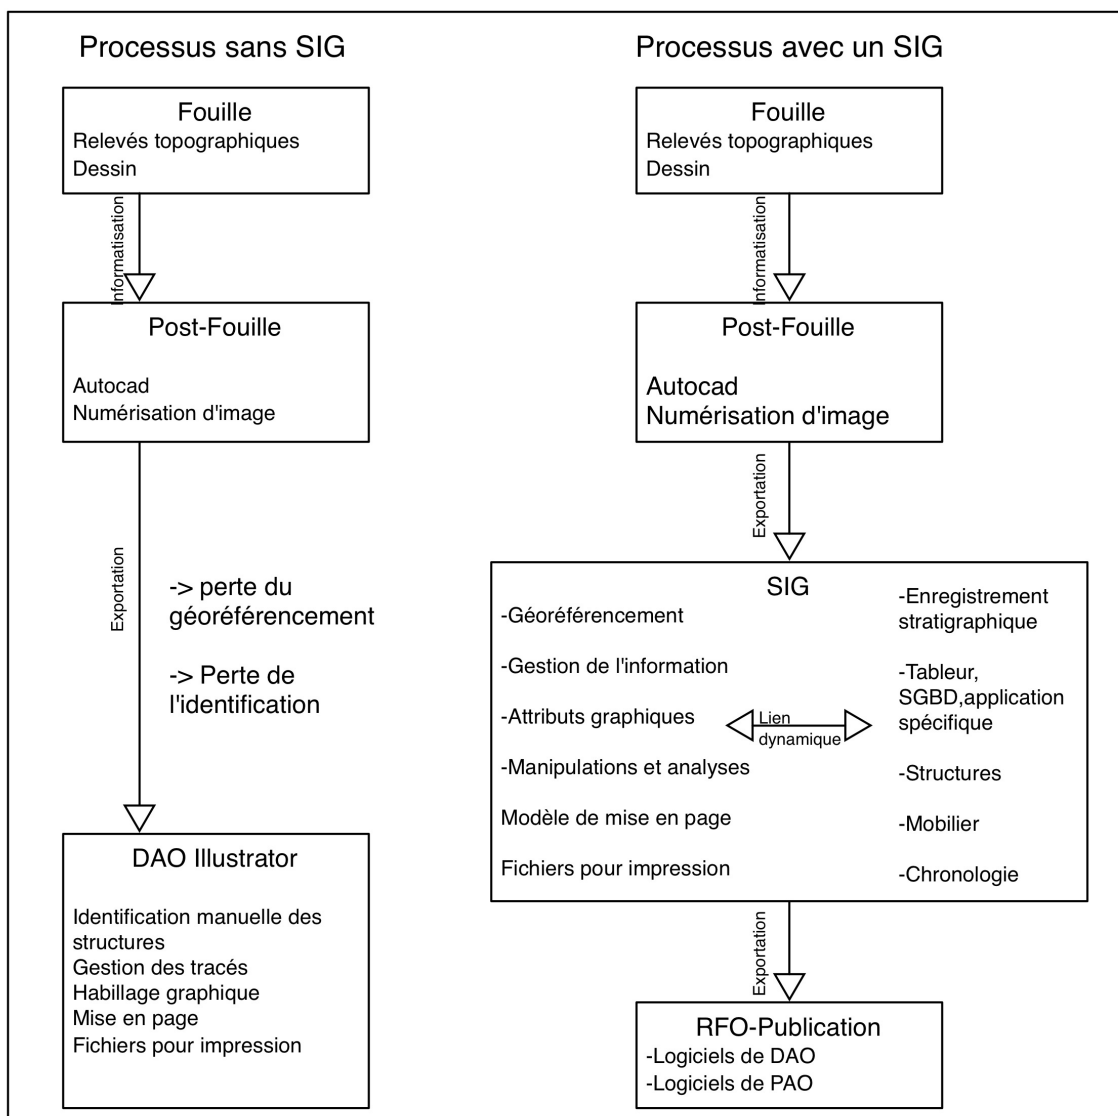 Processus sans SIG
Fouille
Relevés topographiques
Dessin
Informatisation
Post-Fouille
Autocad
Numérisation d'image
Exportation
-> perte du
géoréférencement
-> Perte de
l'identification
DAO Illustrator
Identification manuelle des
structures
Gestion des tracés
Habillage graphique
Mise en page
Fichiers pour impression
Processus avec un SIG
Fouille
Relevés topographiques
Dessin
Informatisation
Post-Fouille
Autocad
Numérisation d'image
Exportation
SIG
-Géoréférencement
-Gestion de l'information
-Attributs graphiques
-Manipulations et analyses
Modèle de mise en page
Fichiers pour impression
Lien
dynamique
-Enregistrement
stratigraphique
-Tableur,
SGBD,application
spécifique
-Structures
-Mobilier
-Chronologie
Exportation
RFO-Publication
-Logiciels de DAO
-Logiciels de PAO